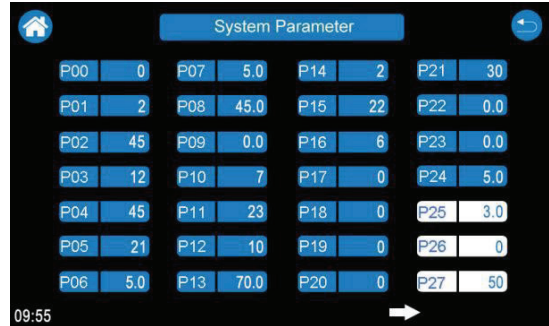 System Parameter
P00 0 P07 5.0 P14 2 P21 30
P01 2 P08 45.0 P15 22 P22 0.0
P02 45 P09 0.0 P16 6 P23 0.0
P03 12 P10 7 P17 0 P24 5.0
P04 45 P11 23 P18 0 P25 3.0
P05 21 P12 10 P19 0 P26 0
P06 5.0 P13 70.0 P20 0 P27 50
09:55